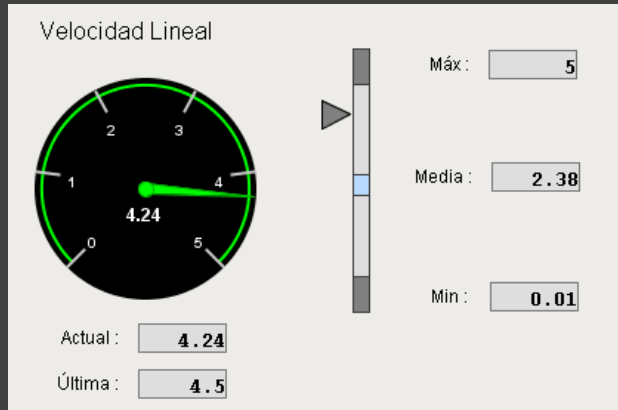 Velocidad Lineal
0
1
2
3
4
5
4.24
Actual : 4.24
Última : 4.5
Máx : 5
Media : 2.38
Min : 0.01